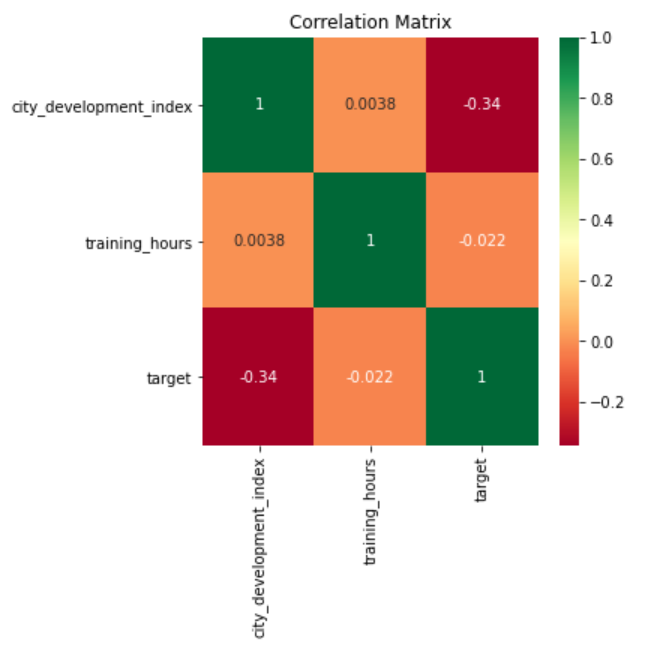 Correlation Matrix
city_development_index
1
0.0038
-0.34
training_hours
0.0038
1
-0.022
target
-0.34
-0.022
1
city_development_index
training_hours
target
1.0
0.8
0.6
0.4
0.2
0.0
−0.2